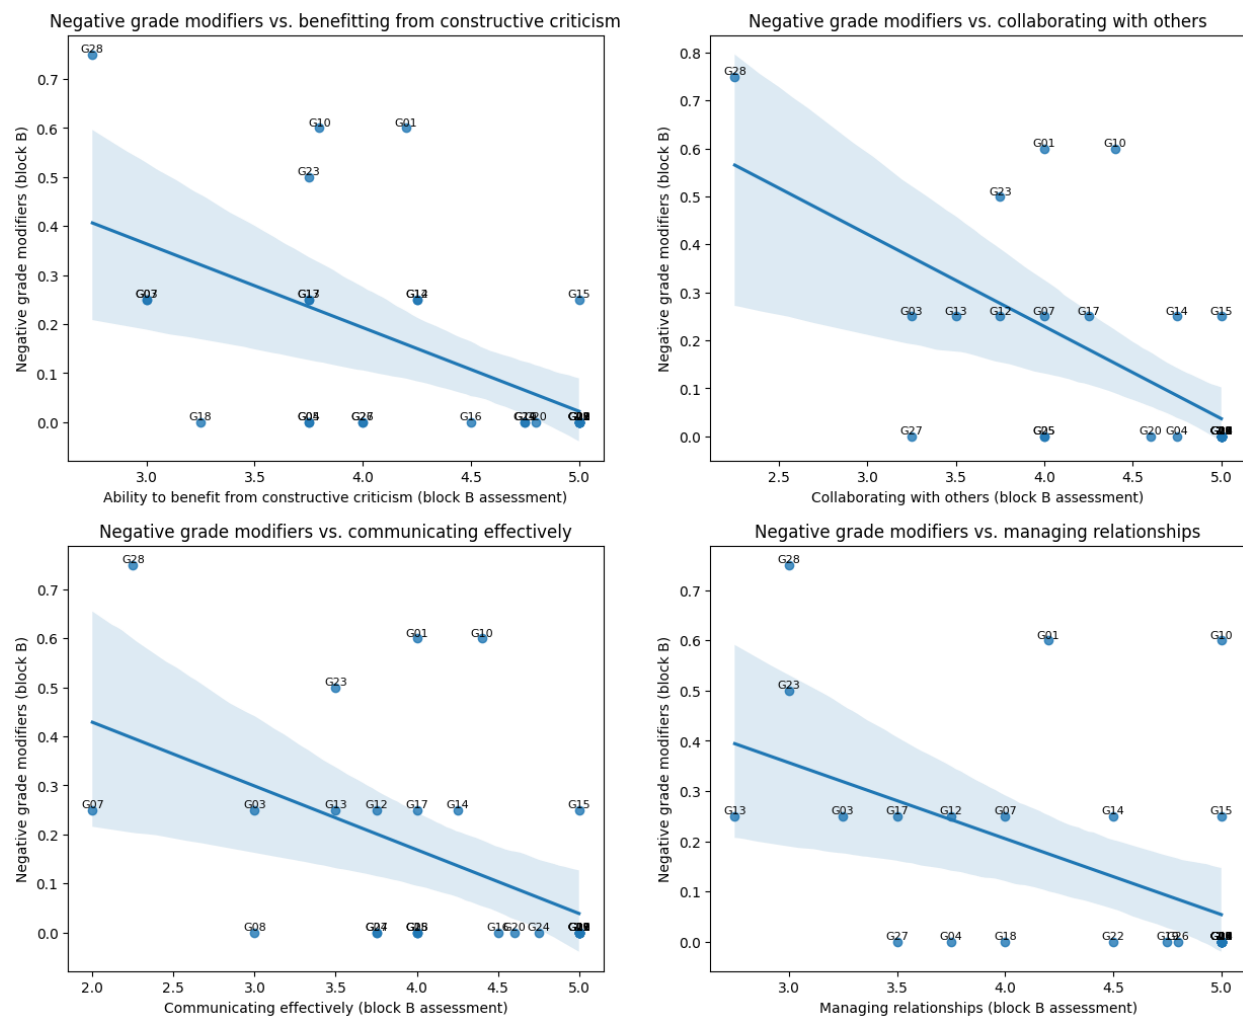 Negative grade modifiers vs. benefitting from constructive criticism
Negative grade modifiers (block B)
0.7
0.6
0.5
0.4
0.3
0.2
0.1
0.0
G28
G10
G01
G23
G15
G18
G16
3.0 3.5 4.0 4.5 5.0
Ability to benefit from constructive criticism (block B assessment)
Negative grade modifiers vs. collaborating with others
Negative grade modifiers (block B)
0.8
0.7
0.6
0.5
0.4
0.3
0.2
0.1
0.0
G28
G01 G10
G23
G03 G13 G12 G07 G17 G14 G15
G27 G20 G04
2.5 3.0 3.5 4.0 4.5 5.0
Collaborating with others (block B assessment)
Negative grade modifiers vs. communicating effectively
Negative grade modifiers (block B)
0.7
0.6
0.5
0.4
0.3
0.2
0.1
0.0
G28
G01 G10
G23
G07 G03 G13 G12 G17 G14 G15
G08 G16 G20 G24
2.0 2.5 3.0 3.5 4.0 4.5 5.0
Communicating effectively (block B assessment)
Negative grade modifiers vs. managing relationships
Negative grade modifiers (block B)
0.7
0.6
0.5
0.4
0.3
0.2
0.1
0.0
G28
G01 G10
G23
G13 G03 G17 G12 G07 G14 G15
G27 G04 G18 G22 G19 G26
3.0 3.5 4.0 4.5 5.0
Managing relationships (block B assessment)